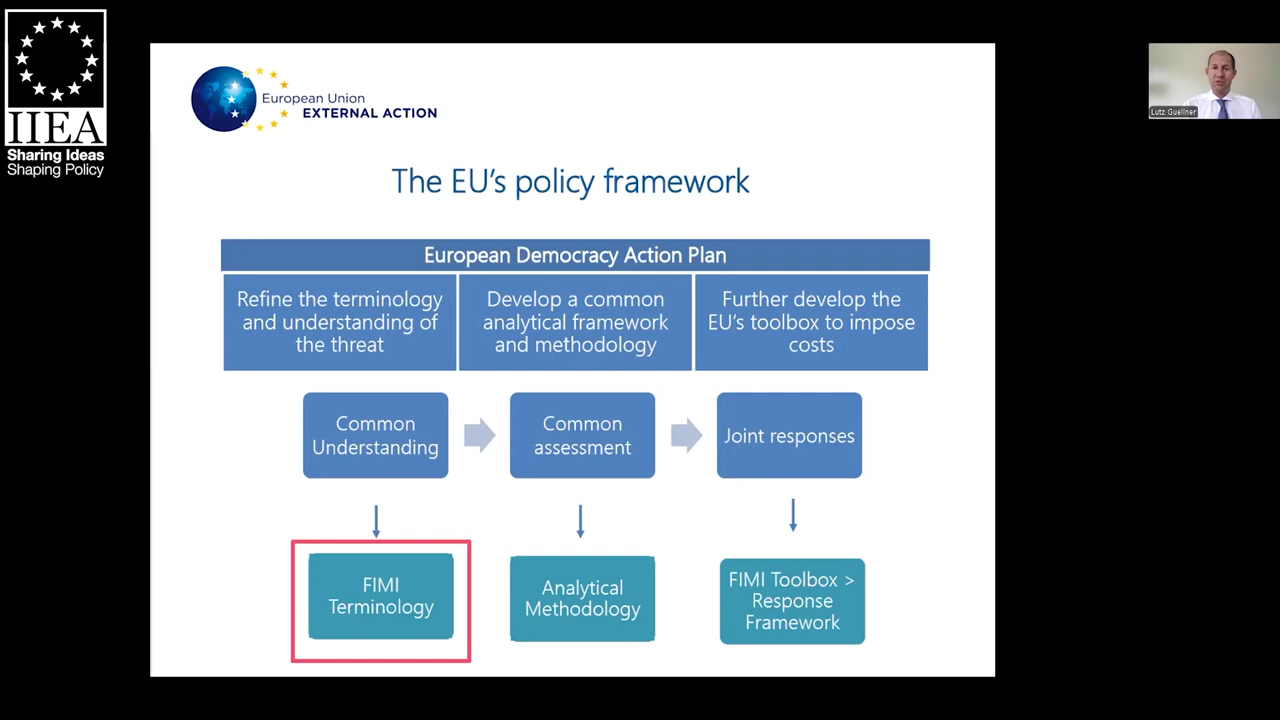 IIEA
Sharing Ideas
Shaping Policy
European Union
EXTERNAL ACTION
The EU's policy framework
European Democracy Action Plan
Refine the terminology
and understanding of
the threat
Develop a common
analytical framework
and methodology
Further develop the
EU's toolbox to impose
costs
Common
Understanding
Common
assessment
Joint responses
FIMI
Terminology
Analytical
Methodology
FIMI Toolbox >
Response
Framework
Lutz Guellner